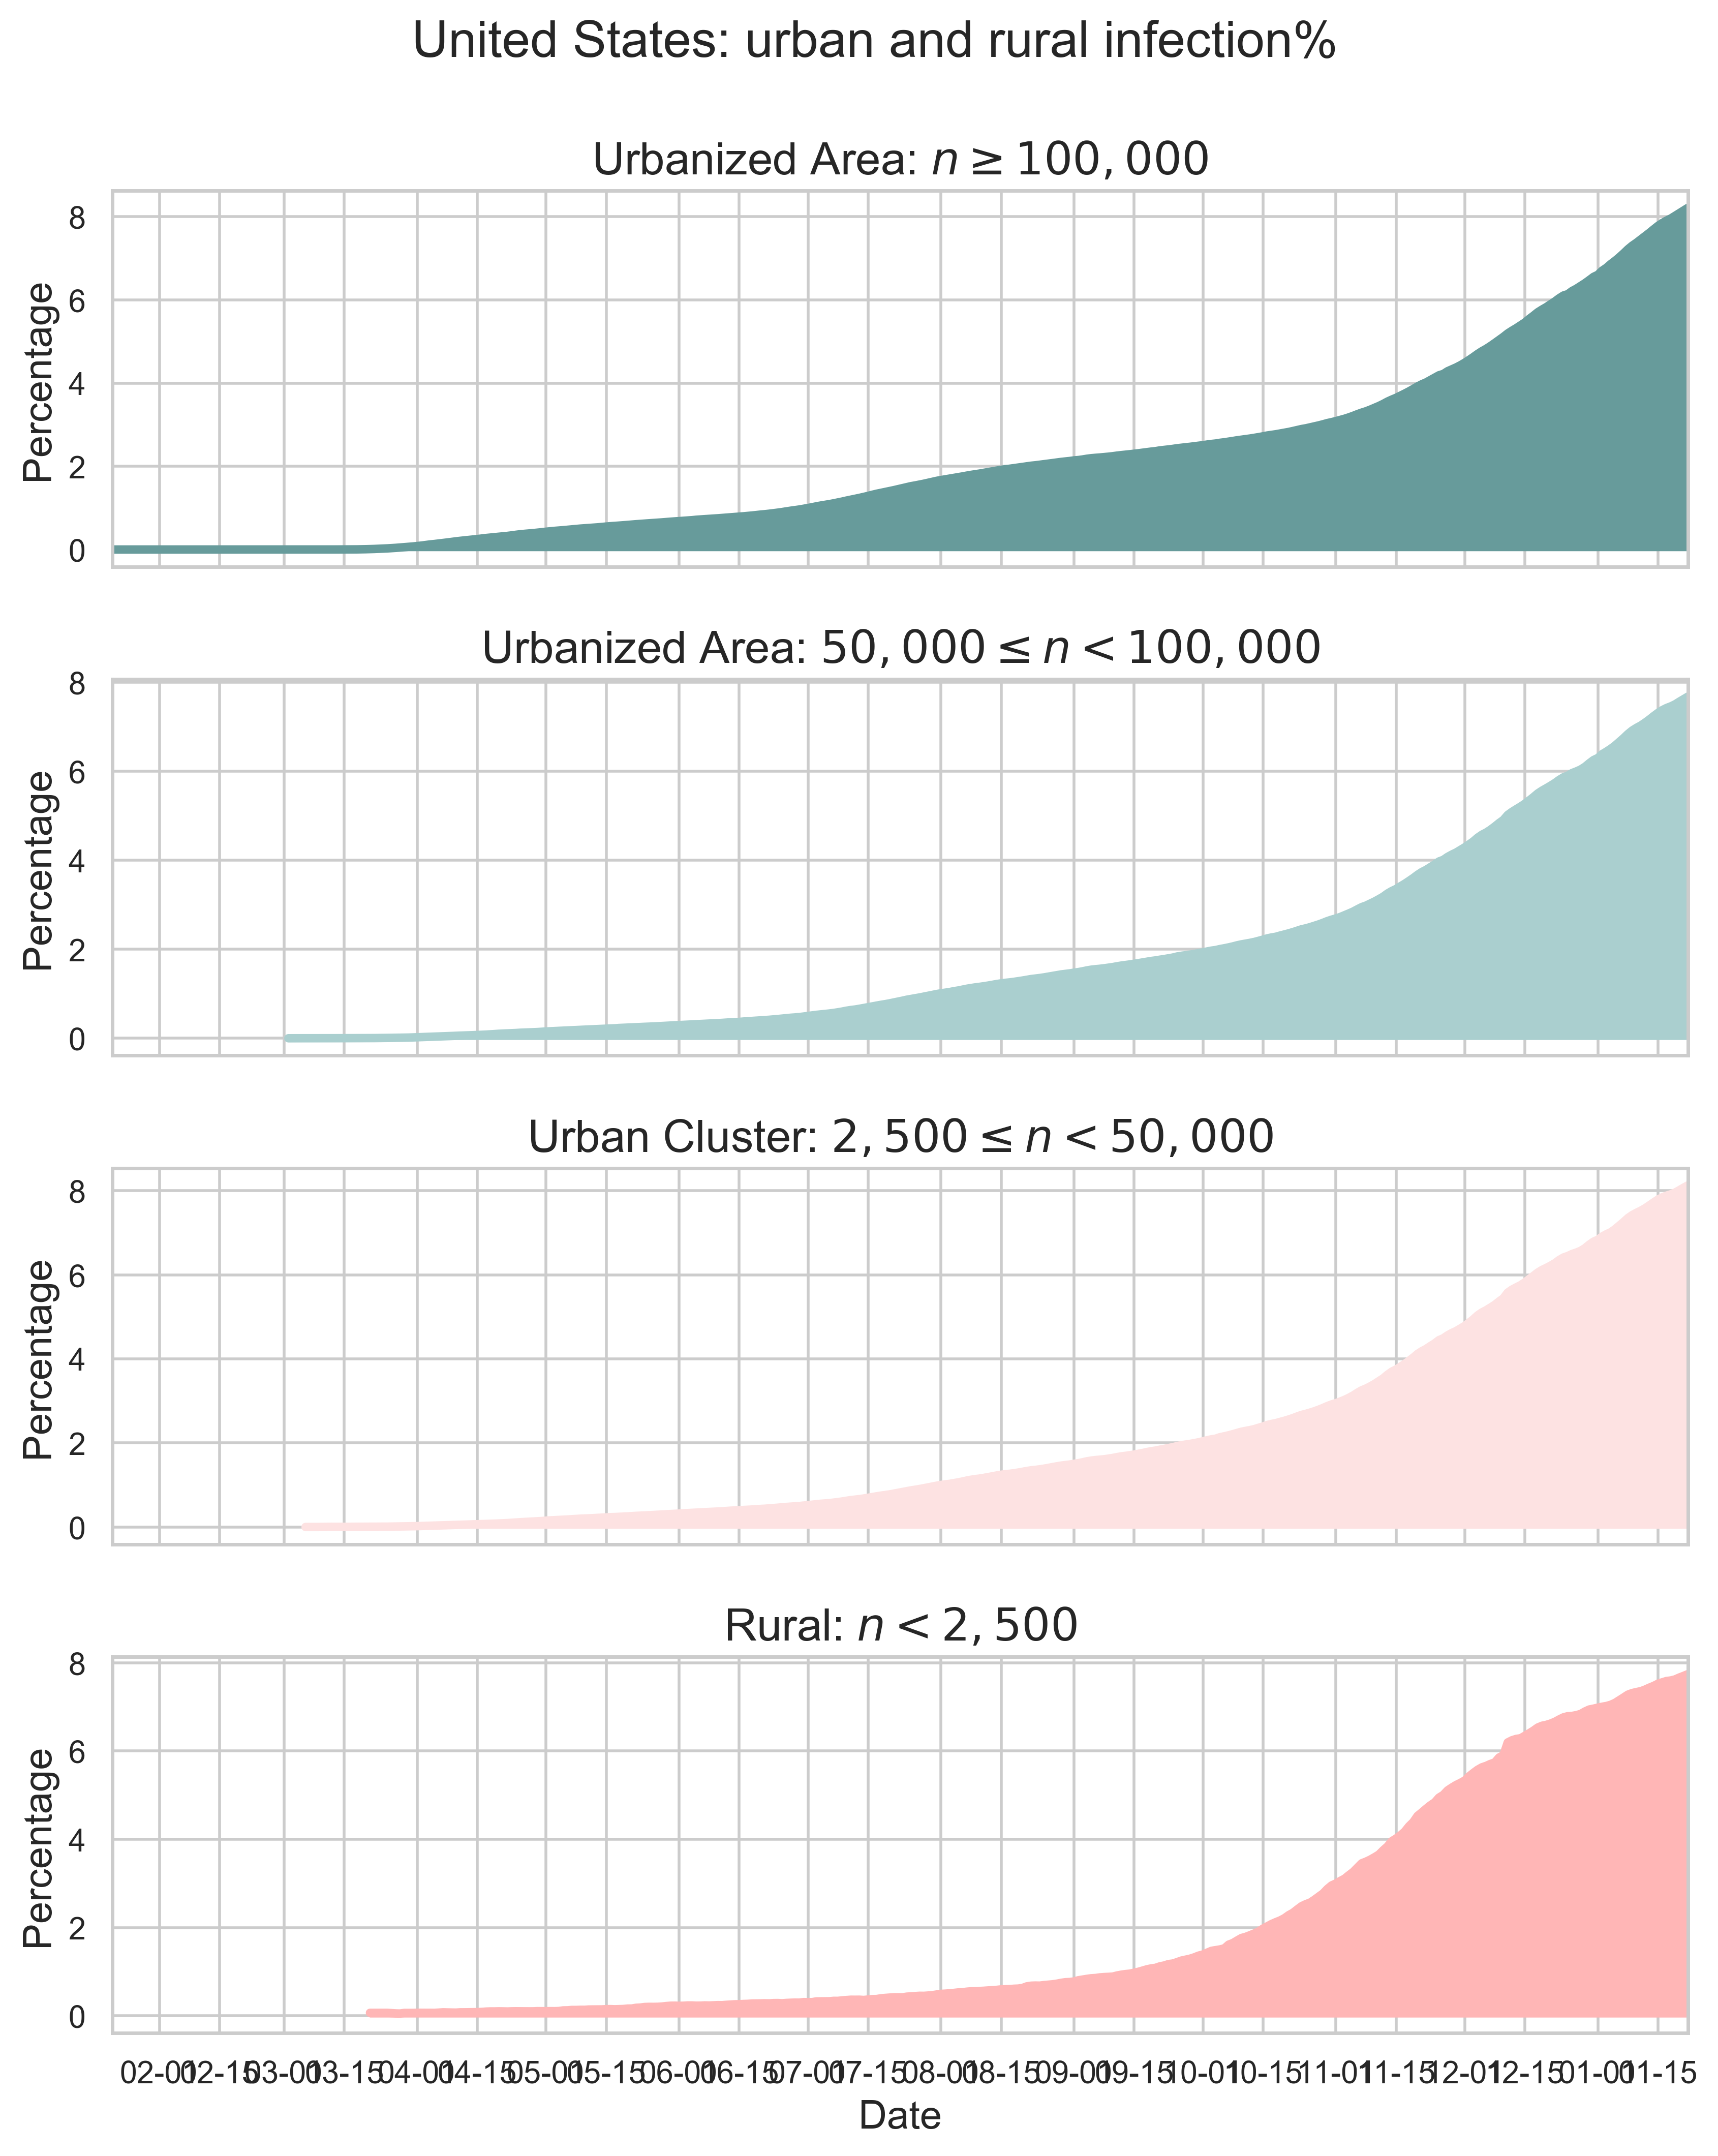 United States: urban and rural infection%
Urbanized Area: n ≥ 100, 000
Percentage
8
6
4
2
0
Urbanized Area: 50, 000 ≤ n < 100, 000
Percentage
8
6
4
2
0
Urban Cluster: 2, 500 ≤ n < 50, 000
Percentage
8
6
4
2
0
Rural: n < 2, 500
Percentage
8
6
4
2
0
02-01 02-15 03-01 03-15 04-01 04-15 05-01 05-15 06-01 06-15 07-01 07-15 08-01 08-15 09-01 09-15 10-01 10-15 11-01 11-15 12-01 12-15 01-01 01-15
Date